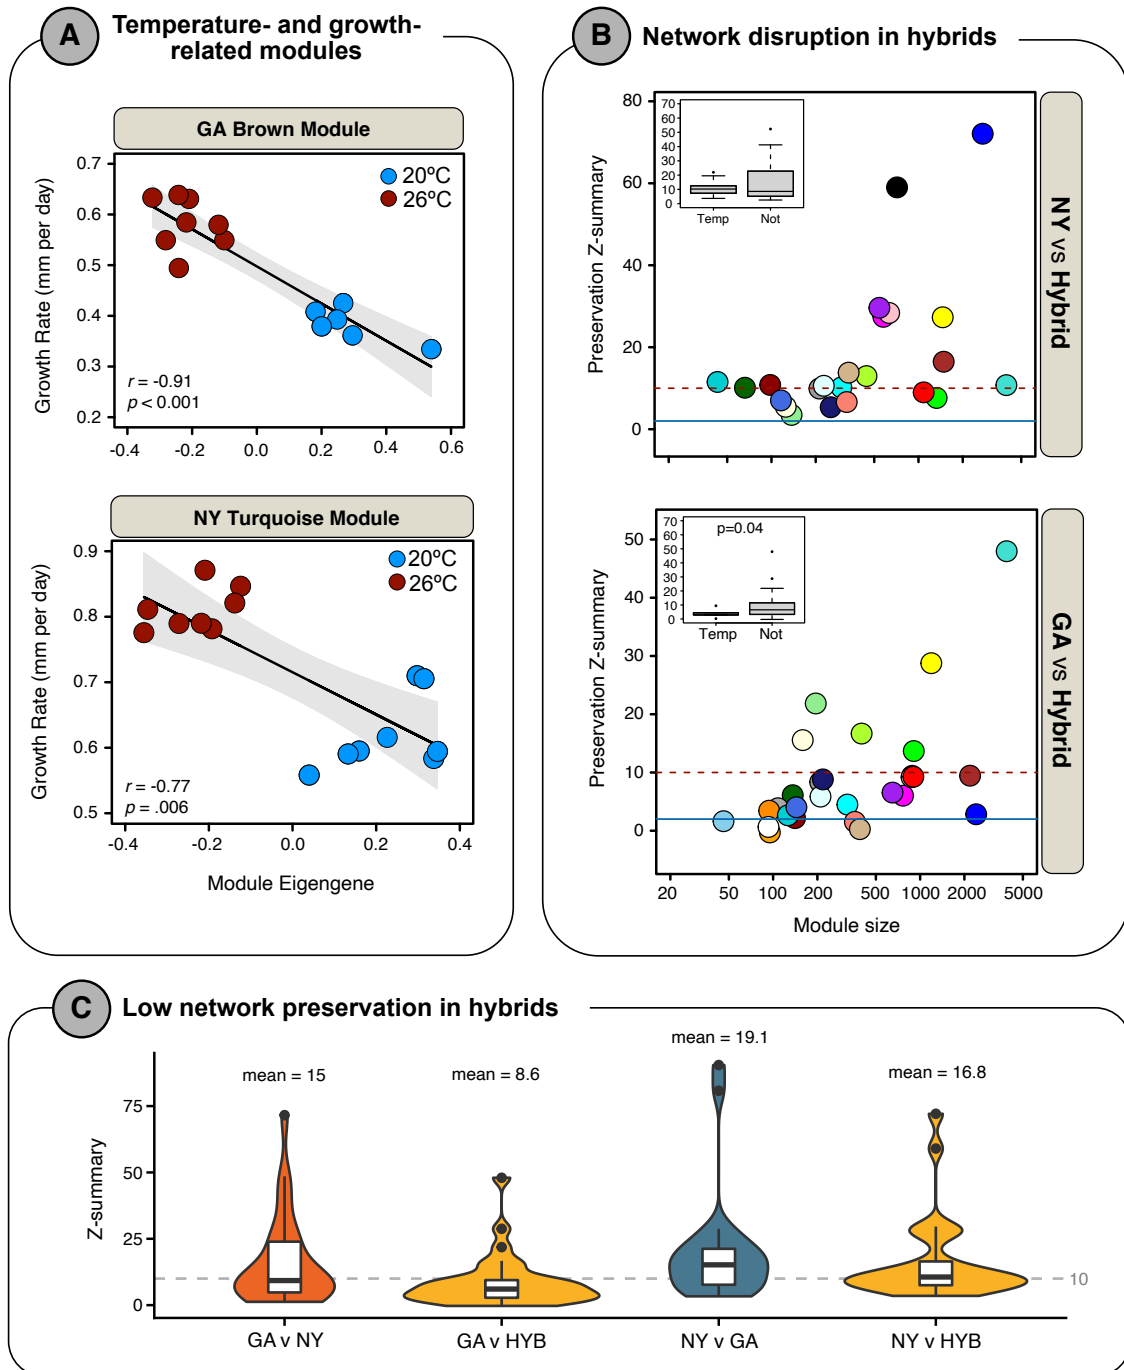 A
Temperature- and growth-
related modules
GA Brown Module
0.7
0.6
0.5
0.4
0.3
0.2
Growth Rate (mm per day)
20ºC
26ºC
r = -0.91
p < 0.001
-0.4
-0.2
0.0
0.2
0.4
0.6
NY Turquoise Module
0.9
0.8
0.7
0.6
0.5
Growth Rate (mm per day)
20ºC
26ºC
r = -0.77
p = .006
-0.4
-0.2
0.0
0.2
0.4
Module Eigengene
B
Network disruption in hybrids
80
60
40
20
0
Preservation Z-summary
70
60
50
40
30
20
10
0
Temp
Not
NY vs Hybrid
50
40
30
20
10
0
Preservation Z-summary
70
60
50
40
30
20
10
0
p=0.04
Temp
Not
GA vs Hybrid
20
50
100
200
500
1000
2000
5000
Module size
C
Low network preservation in hybrids
75
50
25
0
Z-summary
mean = 15
mean = 8.6
mean = 19.1
mean = 16.8
10
GA v NY
GA v HYB
NY v GA
NY v HYB